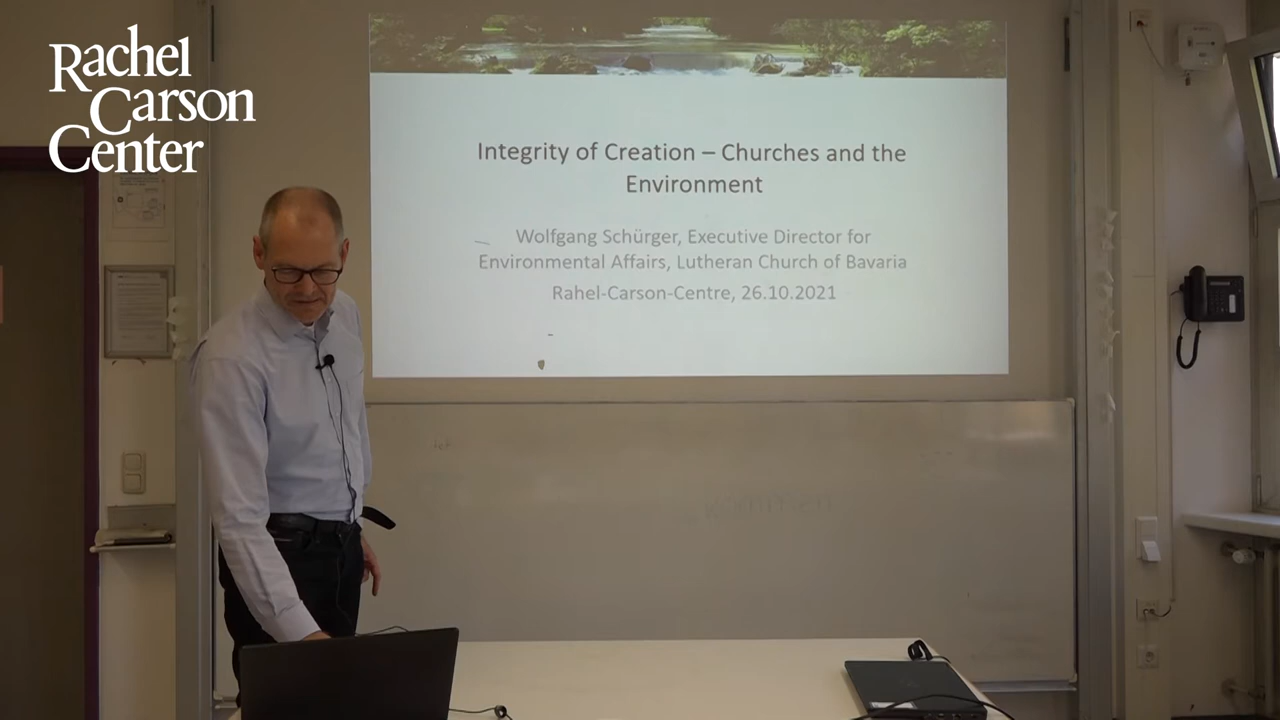 Rachel
Carson
Center
Integrity of Creation – Churches and the
Environment
Wolfgang Schürger, Executive Director for
Environmental Affairs, Lutheran Church of Bavaria
Rahel-Carson-Centre, 26.10.2021